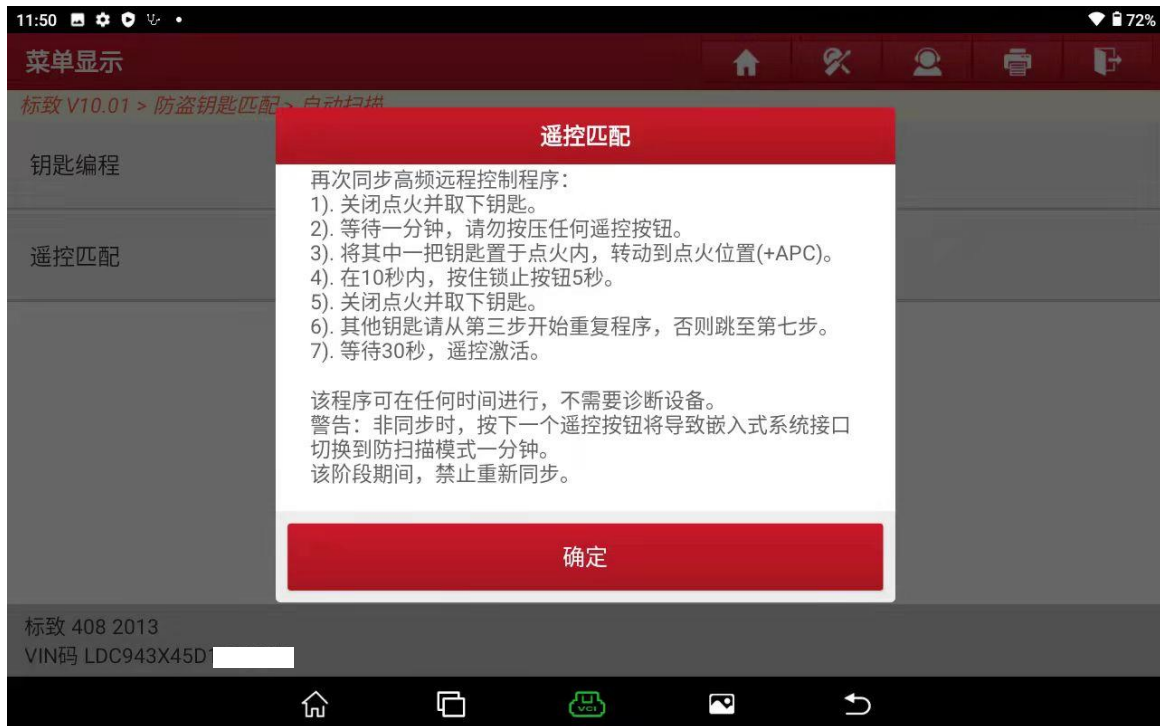 11:50
72%
菜单显示
标致 V10.01 > 防盗钥匙匹配 > 自动扫描
遥控匹配
钥匙编程
遥控匹配
再次同步高频远程控制程序：
1). 关闭点火并取下钥匙。
2). 等待一分钟，请勿按压任何遥控按钮。
3). 将其中一把钥匙置于点火内，转动到点火位置(+APC)。
4). 在10秒内，按住锁止按钮5秒。
5). 关闭点火并取下钥匙。
6). 其他钥匙请从第三步开始重复程序，否则跳至第七步。
7). 等待30秒，遥控激活。
该程序可在任何时间进行，不需要诊断设备。
警告：非同步时，按下一个遥控按钮将导致嵌入式系统接口
切换到防扫描模式一分钟。
该阶段期间，禁止重新同步。
确定
标致 408 2013
VIN码 LDC943X45D
VCI